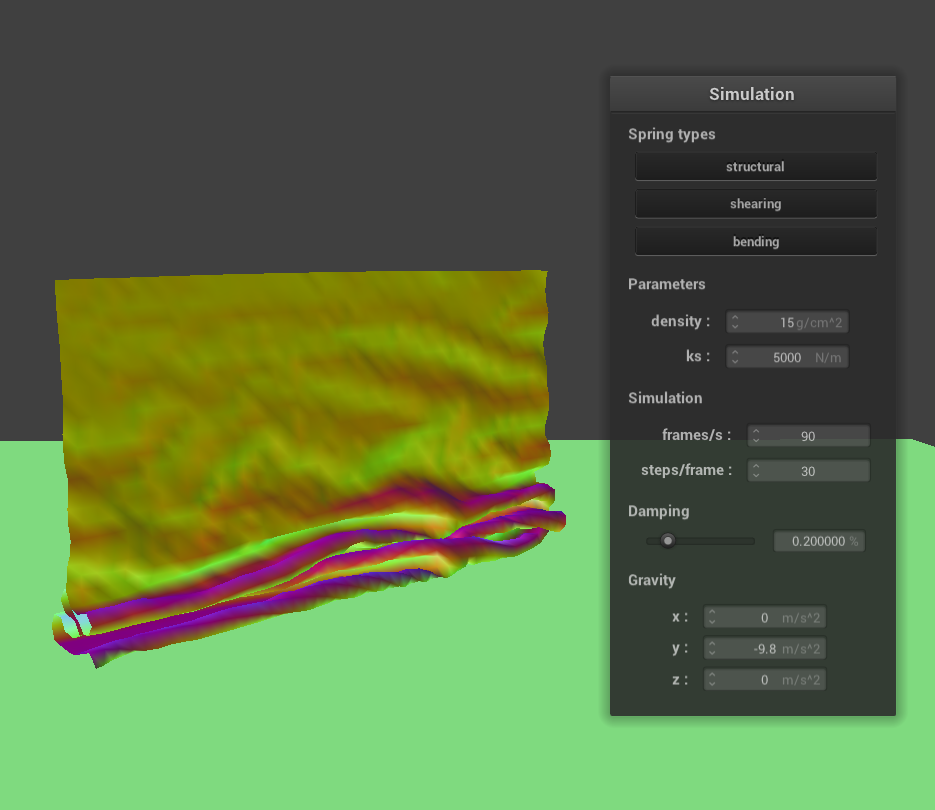 Simulation
Spring types
structural
shearing
bending
Parameters
density : 15 g/cm^2
ks : 5000 N/m
Simulation
frames/s : 90
steps/frame : 30
Damping
0.200000 %
Gravity
x : 0 m/s^2
y : -9.8 m/s^2
z : 0 m/s^2